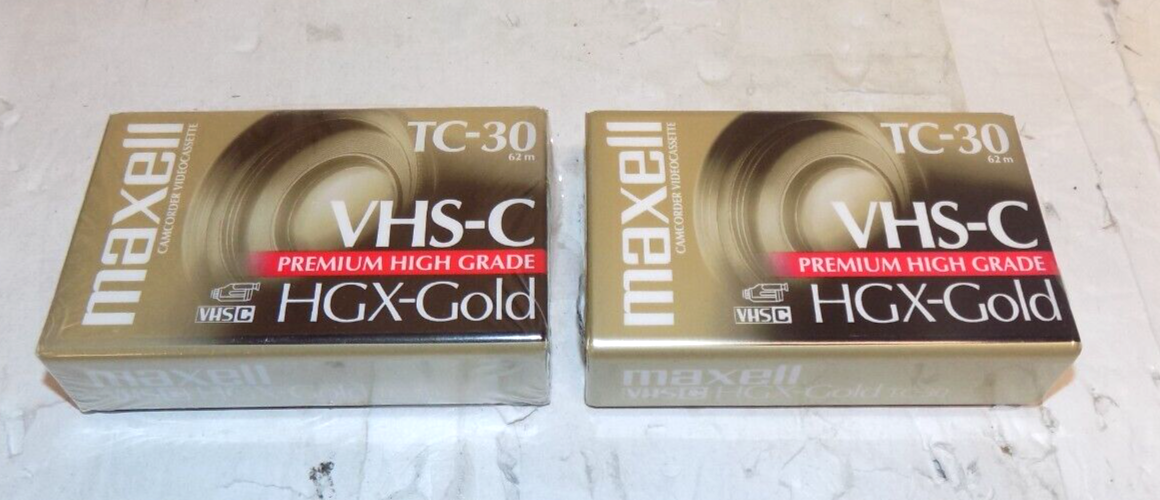 maxell
CAMCORDER VIDEOCASSETTE
TC-30
62 m
VHS-C
PREMIUM HIGH GRADE
VHS C
HGX-Gold
maxell
maxell
CAMCORDER VIDEOCASSETTE
TC-30
62 m
VHS-C
PREMIUM HIGH GRADE
VHS C
HGX-Gold
maxell
VHS C HGX-Gold